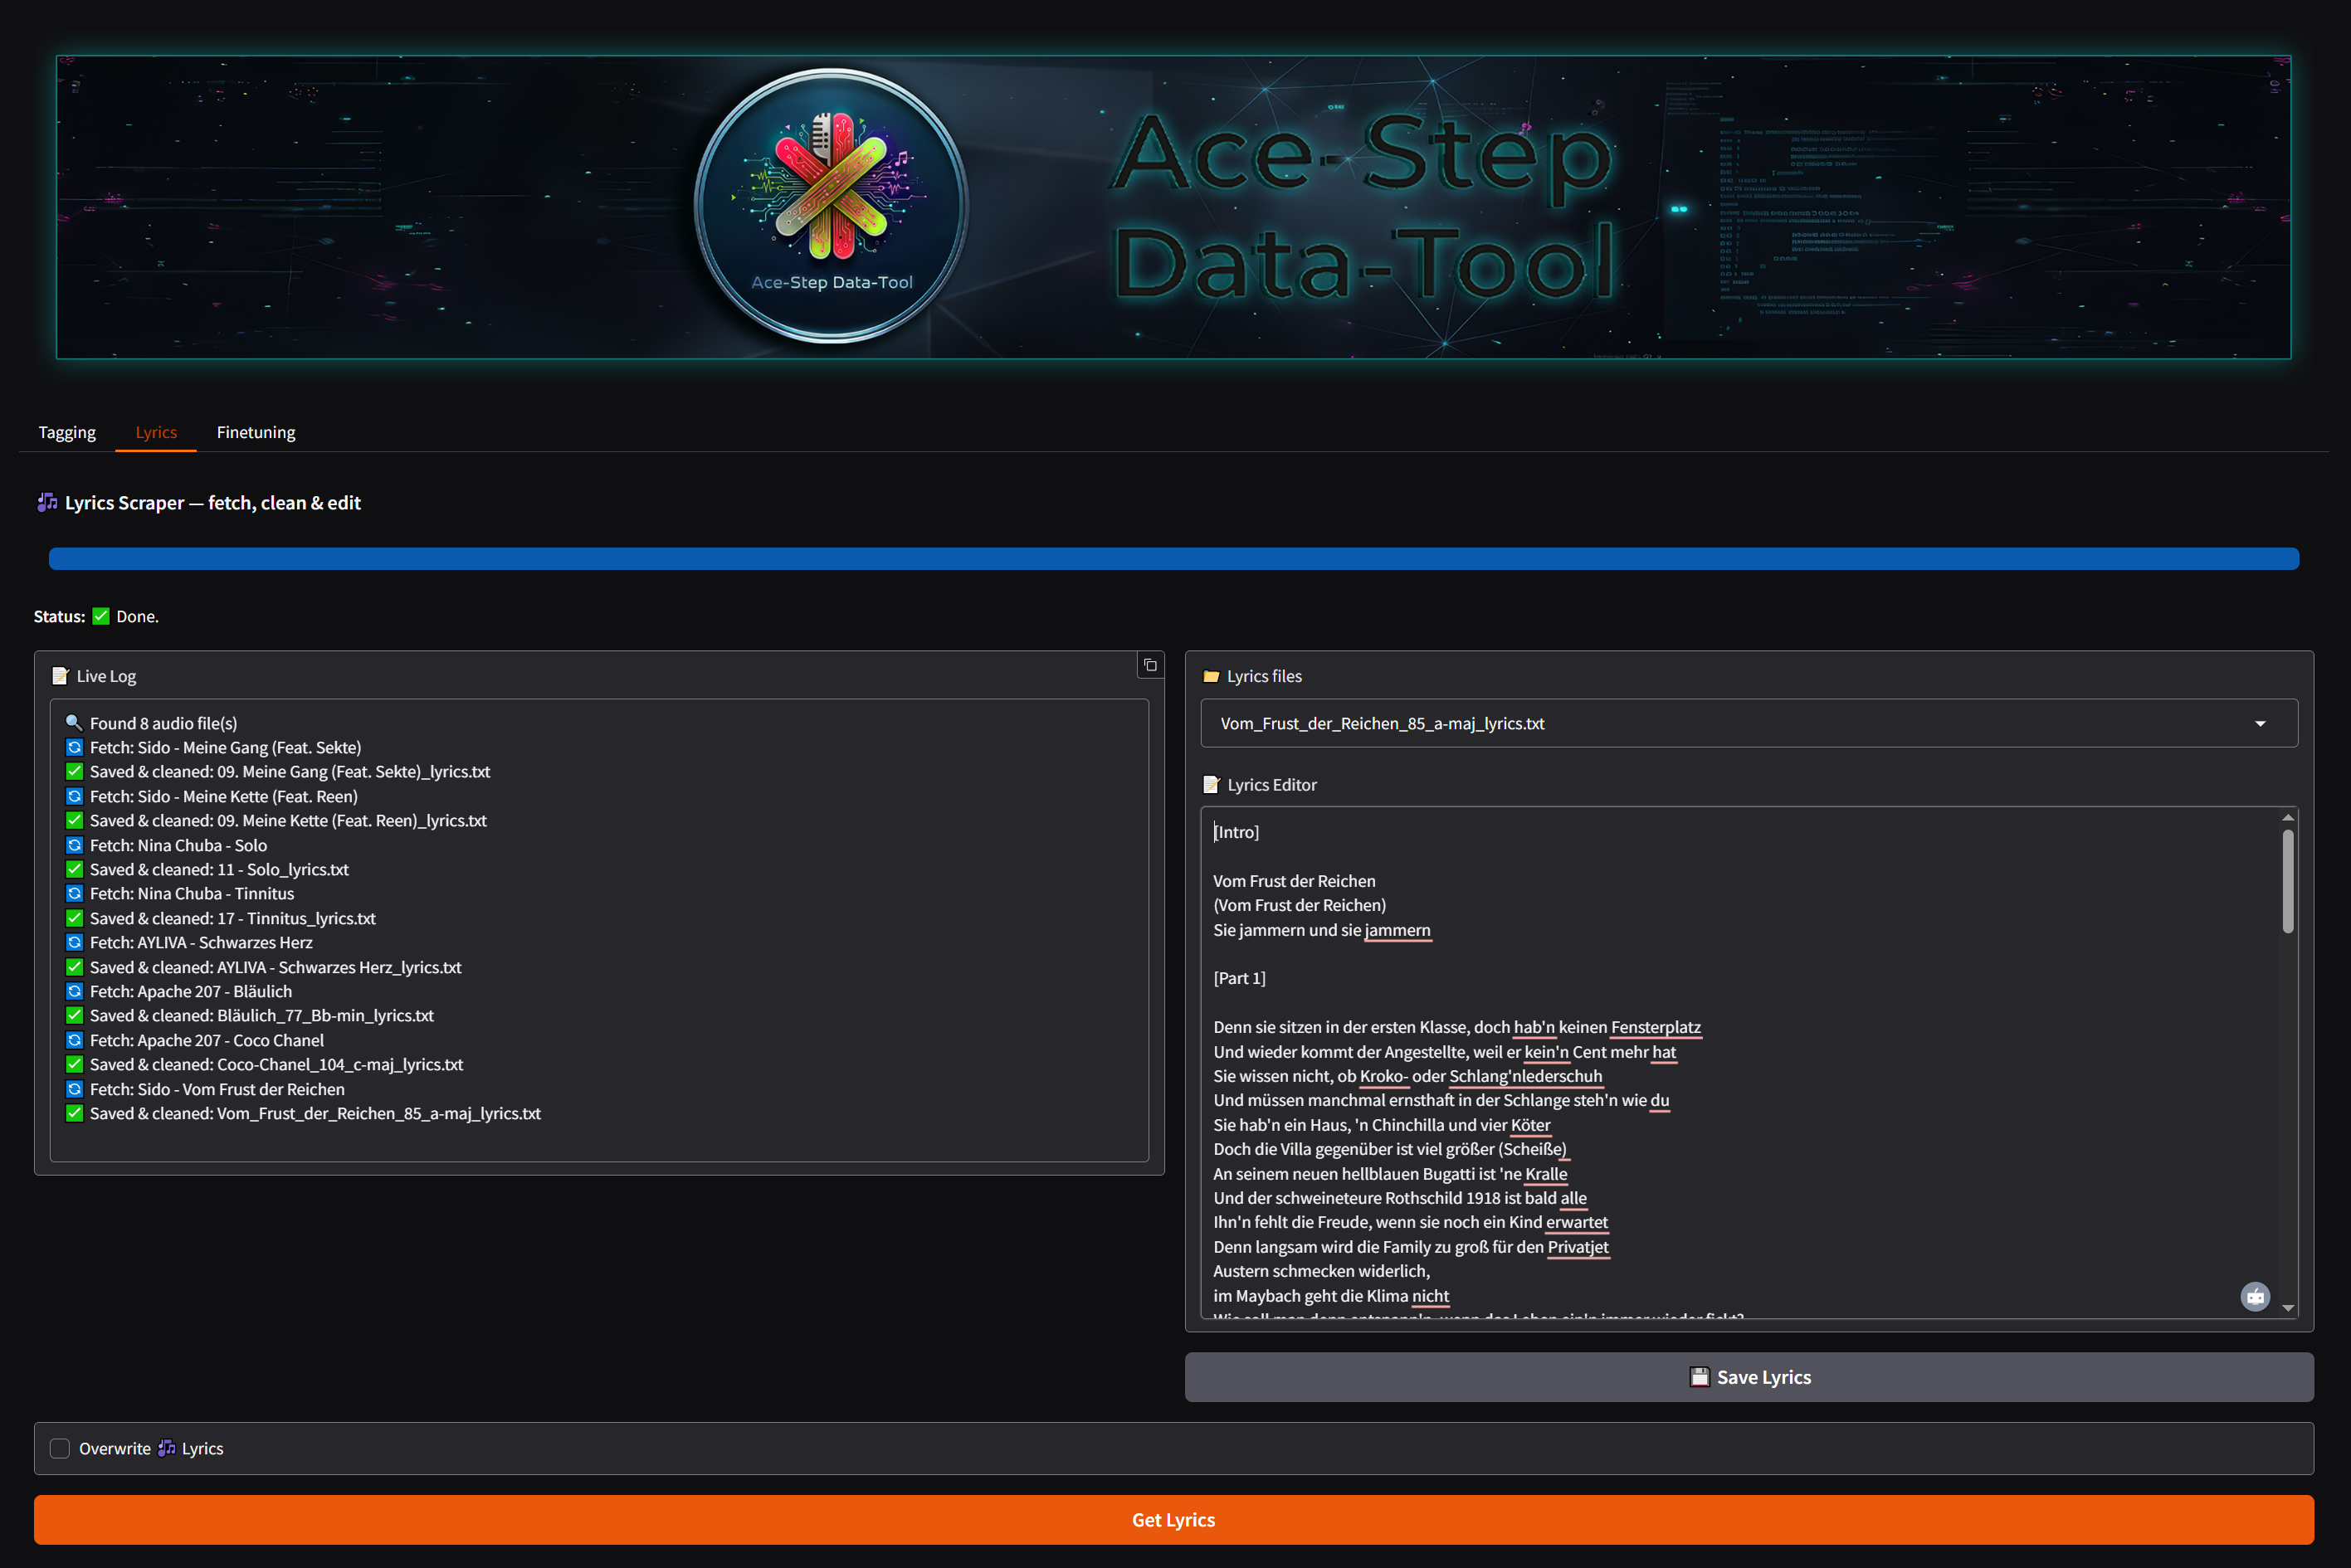 Ace-Step Data-Tool
Ace-Step
Data-Tool
Tagging
Lyrics
Finetuning
Lyrics Scraper — fetch, clean & edit
Status: ✅ Done.
📝 Live Log
🔍 Found 8 audio file(s)
🔄 Fetch: Sido - Meine Gang (Feat. Sekte)
✅ Saved & cleaned: 09. Meine Gang (Feat. Sekte)_lyrics.txt
🔄 Fetch: Sido - Meine Kette (Feat. Reen)
✅ Saved & cleaned: 09. Meine Kette (Feat. Reen)_lyrics.txt
🔄 Fetch: Nina Chuba - Solo
✅ Saved & cleaned: 11 - Solo_lyrics.txt
🔄 Fetch: Nina Chuba - Tinnitus
✅ Saved & cleaned: 17 - Tinnitus_lyrics.txt
🔄 Fetch: AYLIVA - Schwarzes Herz
✅ Saved & cleaned: AYLIVA - Schwarzes Herz_lyrics.txt
🔄 Fetch: Apache 207 - Bläulich
✅ Saved & cleaned: Bläulich_77_Bb-min_lyrics.txt
🔄 Fetch: Apache 207 - Coco Chanel
✅ Saved & cleaned: Coco-Chanel_104_c-maj_lyrics.txt
🔄 Fetch: Sido - Vom Frust der Reichen
✅ Saved & cleaned: Vom_Frust_der_Reichen_85_a-maj_lyrics.txt
📁 Lyrics files
Vom_Frust_der_Reichen_85_a-maj_lyrics.txt
📝 Lyrics Editor
[Intro]
Vom Frust der Reichen
(Vom Frust der Reichen)
Sie jammern und sie jammern
[Part 1]
Denn sie sitzen in der ersten Klasse, doch hab'n keinen Fensterplatz
Und wieder kommt der Angestellte, weil er kein'n Cent mehr hat
Sie wissen nicht, ob Kroko- oder Schlang'nlederschuh
Und müssen manchmal ernsthaft in der Schlange steh'n wie du
Sie hab'n ein Haus, 'n Chinchilla und vier Köter
Doch die Villa gegenüber ist viel größer (Scheiße)
An seinem neuen hellblauen Bugatti ist 'ne Kralle
Und der schweineteure Rothschild 1918 ist bald alle
Ihn'n fehlt die Freude, wenn sie noch ein Kind erwartet
Denn langsam wird die Family zu groß für den Privatjet
Austern schmecken widerlich,
im Maybach geht die Klima nicht
Wie soll man denn entspann'n, wenn das Leben ein'n immer wieder fickt?
💾 Save Lyrics
Overwrite 🎶 Lyrics
Get Lyrics